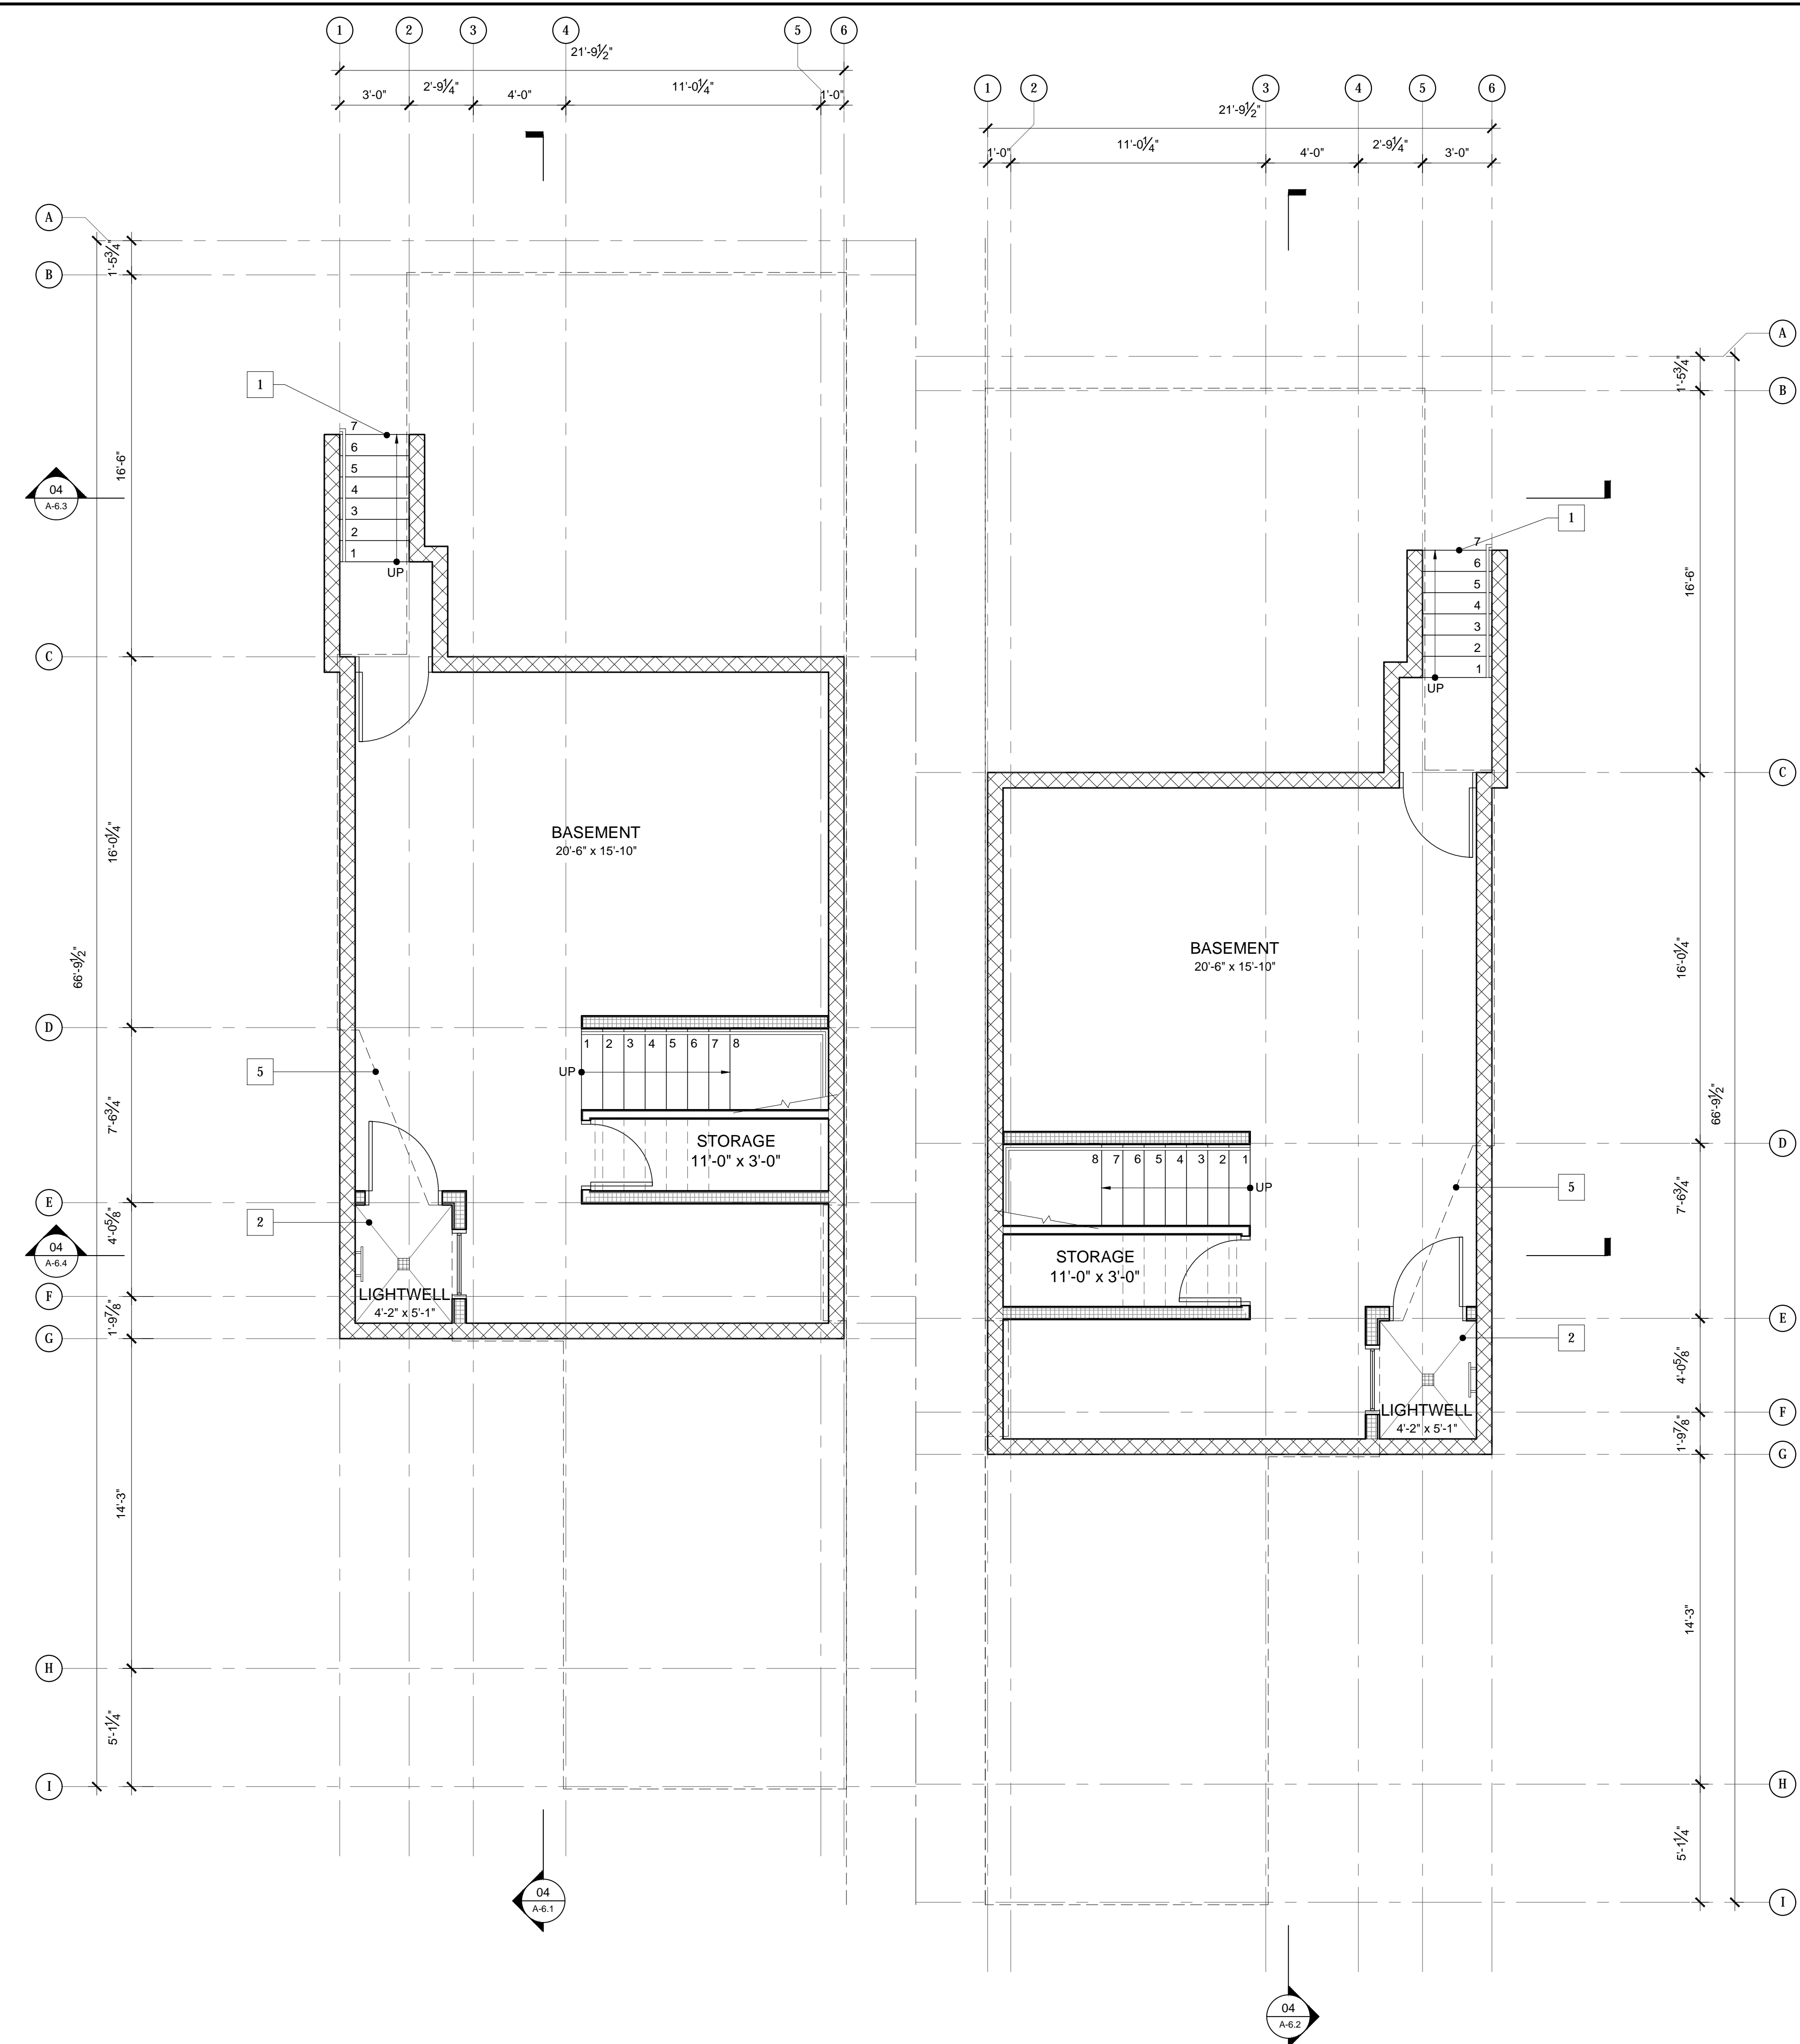 1 2 3 4 5 6
21'-9½"
3'-0" 2'-9¼" 4'-0" 11'-0¼" 1'-0"
1 2 3 4 5 6
21'-9½"
1'-0" 11'-0¼" 4'-0" 2'-9¼" 3'-0"
A
1'-5¾"
B
16'-6"
C
16'-0¼"
66'-9½"
D
7'-6¾"
E
4'-0⅝"
F
1'-9⅞"
G
14'-3"
H
5'-1¼"
I
04
A-6.3
04
A-6.4
1
5
2
7
6
5
4
3
2
1
UP
BASEMENT
20'-6" x 15'-10"
1 2 3 4 5 6 7 8
UP
STORAGE
11'-0" x 3'-0"
LIGHTWELL
4'-2" x 5'-1"
04
A-6.1
7
6
5
4
3
2
1
UP
BASEMENT
20'-6" x 15'-10"
8 7 6 5 4 3 2 1
UP
STORAGE
11'-0" x 3'-0"
LIGHTWELL
4'-2" x 5'-1"
1
5
2
A
1'-5¾"
B
16'-6"
C
16'-0¼"
66'-9½"
D
7'-6¾"
E
4'-0⅝"
F
1'-9⅞"
G
14'-3"
H
5'-1¼"
I
04
A-6.2